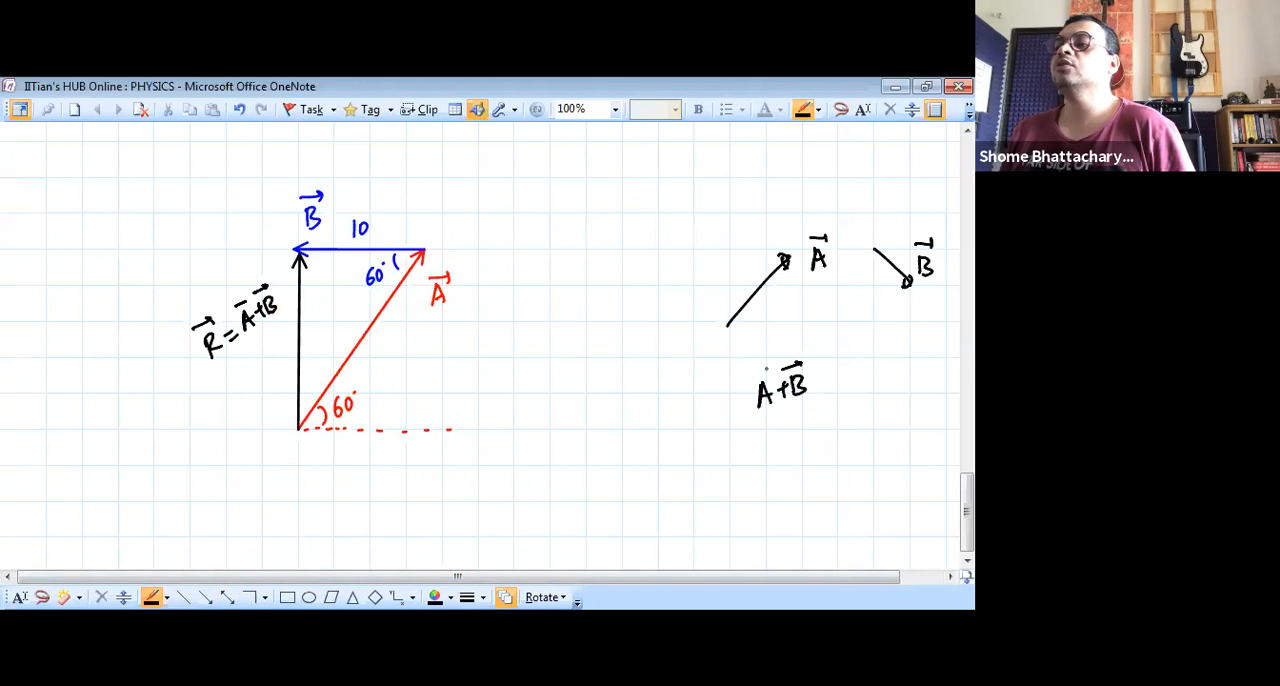 IITian's HUB Online : PHYSICS - Microsoft Office OneNote
Task Tag Clip 100% B A
B
10
60°
A
R = A+B
60°
A
B
A+B
Rotate
Shome Bhattachary...